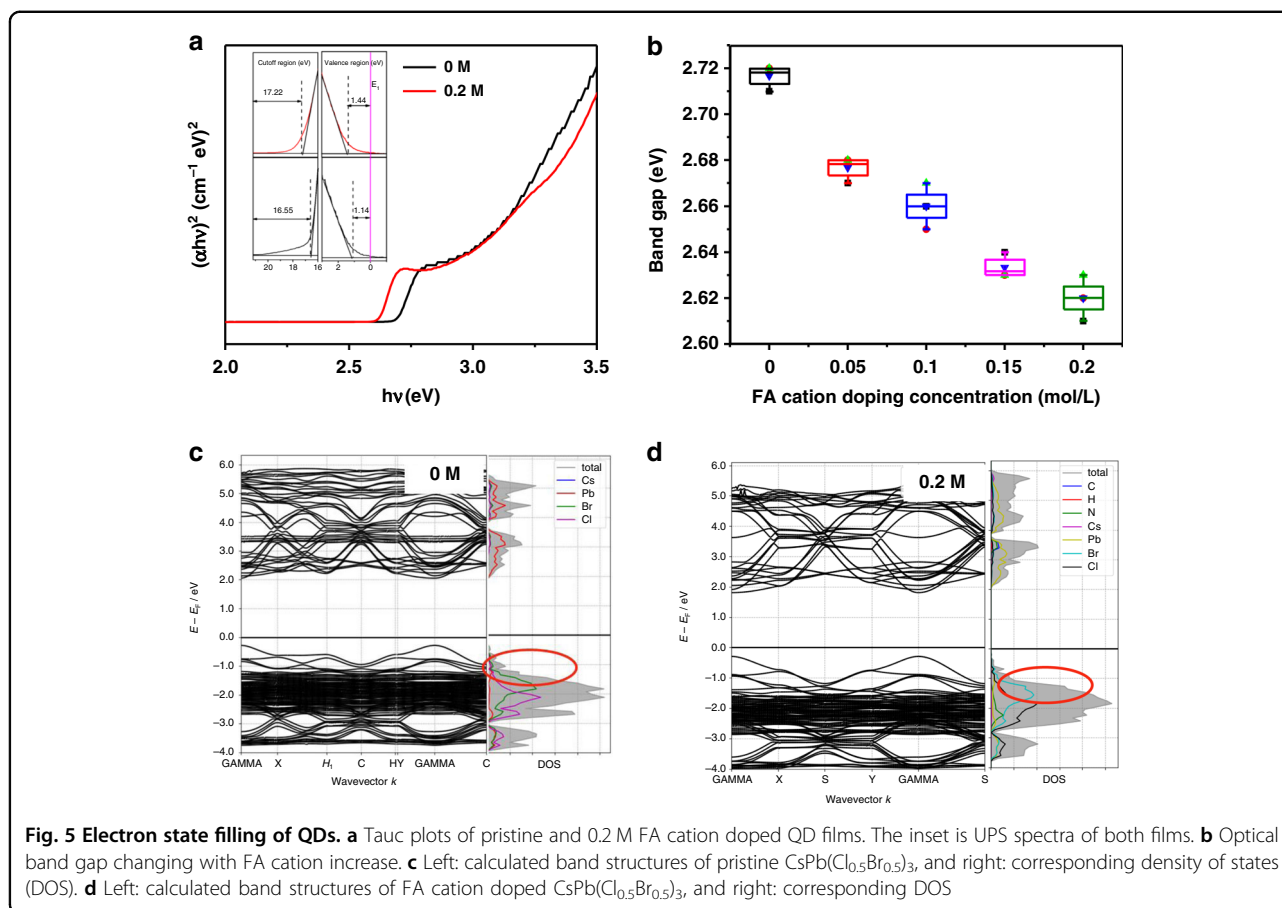 a
Cutoff region (eV) Valence region (eV)
E₁
17.22 1.44
16.55 1.14
20 18 16 2 0
0 M
0.2 M
(αhν)² (cm⁻¹ eV)²
2.0 2.5 3.0 3.5
hν (eV)
b
2.72
2.70
2.68
2.66
2.64
2.62
2.60
Band gap (eV)
0 0.05 0.1 0.15 0.2
FA cation doping concentration (mol/L)
c
0 M
6.0
5.0
4.0
3.0
2.0
1.0
0.0
−1.0
−2.0
−3.0
−4.0
E − E_F / eV
GAMMA X H₁ C HY GAMMA C
Wavevector k
total
Cs
Pb
Br
Cl
DOS
d
0.2 M
6.0
5.0
4.0
3.0
2.0
1.0
0.0
−1.0
−2.0
−3.0
−4.0
E − E_F / eV
GAMMA X S Y GAMMA S
Wavevector k
total
C
H
N
Cs
Pb
Br
Cl
DOS
Fig. 5 Electron state filling of QDs. a Tauc plots of pristine and 0.2 M FA cation doped QD films. The inset is UPS spectra of both films. b Optical
band gap changing with FA cation increase. c Left: calculated band structures of pristine CsPb(Cl₀.₅Br₀.₅)₃, and right: corresponding density of states
(DOS). d Left: calculated band structures of FA cation doped CsPb(Cl₀.₅Br₀.₅)₃, and right: corresponding DOS